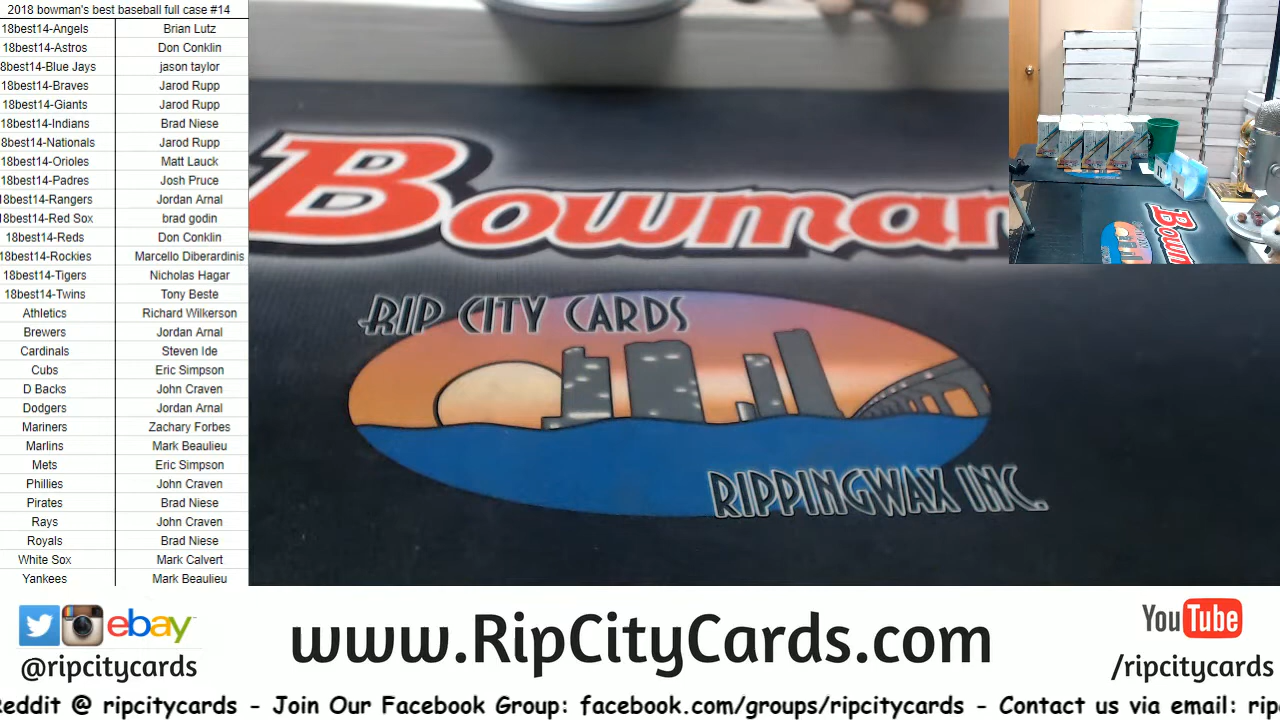 2018 bowman's best baseball full case #14
18best14-Angels Brian Lutz
18best14-Astros Don Conklin
8best14-Blue Jays jason taylor
18best14-Braves Jarod Rupp
18best14-Giants Jarod Rupp
18best14-Indians Brad Niese
8best14-Nationals Jarod Rupp
18best14-Orioles Matt Lauck
18best14-Padres Josh Pruce
18best14-Rangers Jordan Arnal
18best14-Red Sox brad godin
18best14-Reds Don Conklin
18best14-Rockies Marcello Diberardinis
18best14-Tigers Nicholas Hagar
18best14-Twins Tony Beste
Athletics Richard Wilkerson
Brewers Jordan Arnal
Cardinals Steven Ide
Cubs Eric Simpson
D Backs John Craven
Dodgers Jordan Arnal
Mariners Zachary Forbes
Marlins Mark Beaulieu
Mets Eric Simpson
Phillies John Craven
Pirates Brad Niese
Rays John Craven
Royals Brad Niese
White Sox Mark Calvert
Yankees Mark Beaulieu
Bowman
RIP CITY CARDS
RIPPINGWAX INC.
Bown
ebay
@ripcitycards
www.RipCityCards.com
YouTube
/ripcitycards
Reddit @ ripcitycards - Join Our Facebook Group: facebook.com/groups/ripcitycards - Contact us via email: rip